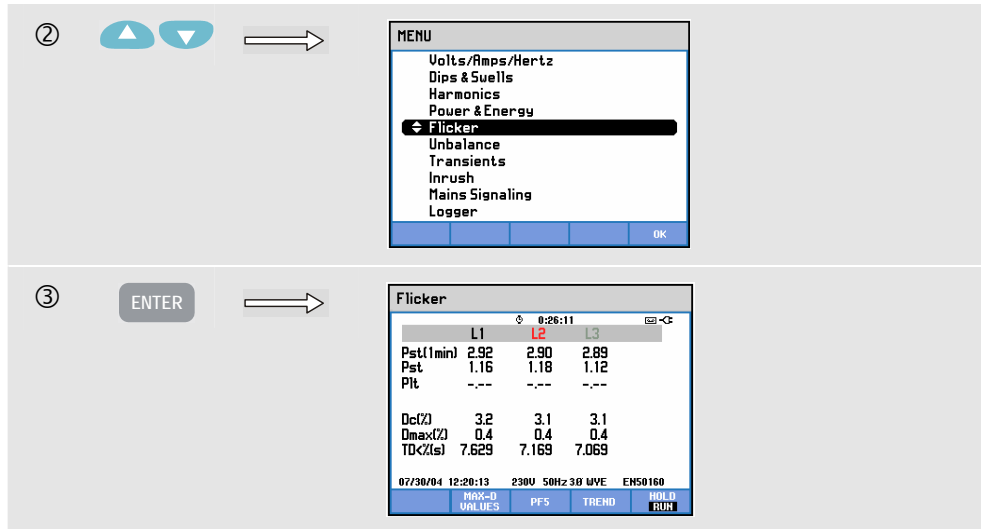 ②
MENU
Volts/Amps/Hertz
Dips & Swells
Harmonics
Power & Energy
Flicker
Unbalance
Transients
Inrush
Mains Signaling
Logger
OK
③ ENTER
Flicker
0:26:11
L1 L2 L3
Pst(1min) 2.92 2.90 2.89
Pst 1.16 1.18 1.12
Plt -.-- -.-- -.--
Dc(%) 3.2 3.1 3.1
Dmax(%) 0.4 0.4 0.4
TD<%(s) 7.629 7.169 7.069
07/30/04 12:20:13 230V 50Hz 3Ø WYE EN50160
MAX-D VALUES PF5 TREND HOLD RUN